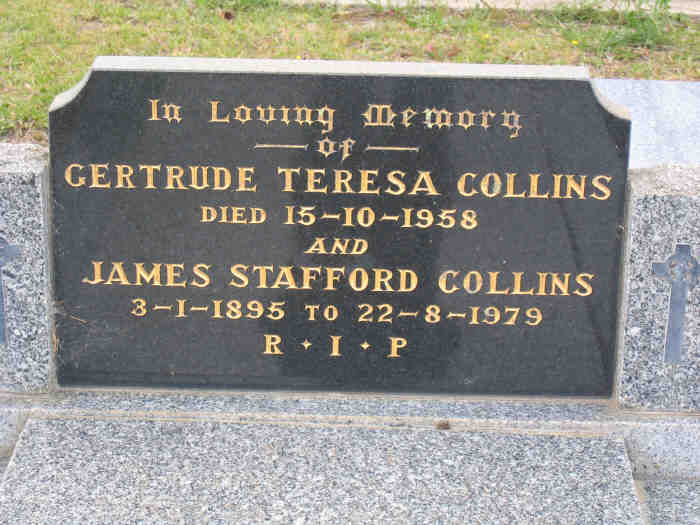 In Loving Memory
— of —
GERTRUDE TERESA COLLINS
DIED 15-10-1958
AND
JAMES STAFFORD COLLINS
3-1-1895 TO 22-8-1979
R · I · P